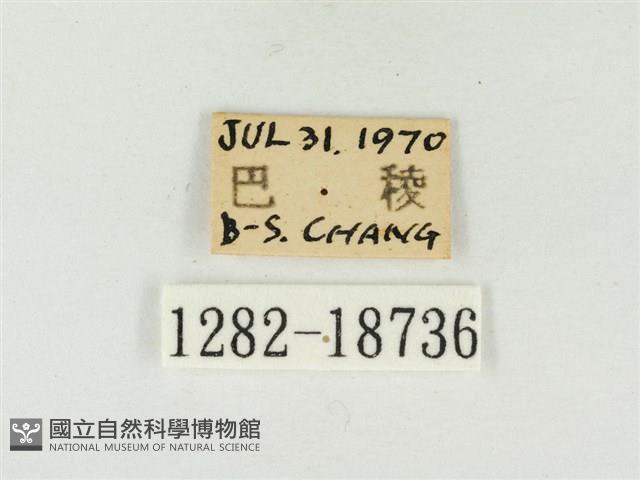 JUL 31. 1970
巴 稜
B-S. CHANG
1282-18736
國立自然科學博物館
NATIONAL MUSEUM OF NATURAL SCIENCE